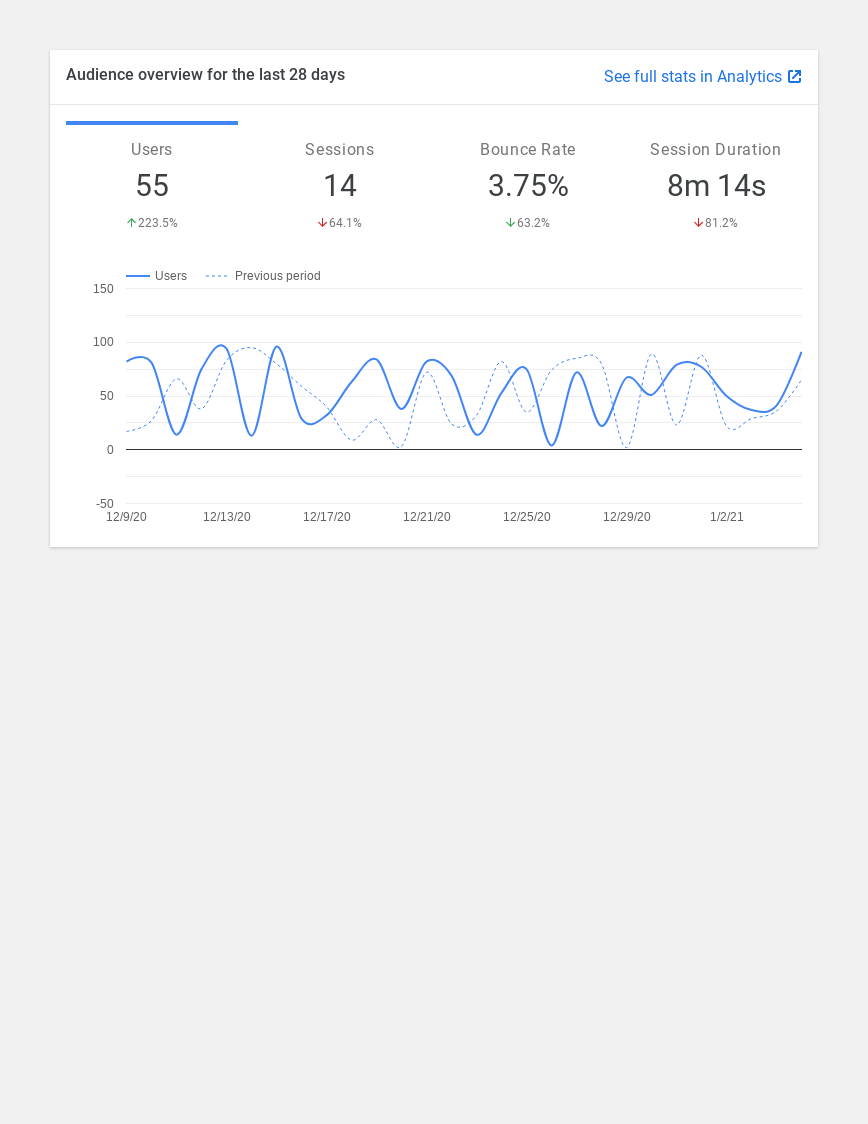 Audience overview for the last 28 days
See full stats in Analytics
Users
Sessions
Bounce Rate
Session Duration
55
14
3.75%
8m 14s
223.5%
64.1%
63.2%
81.2%
Users
Previous period
150
100
50
0
-50
12/9/20
12/13/20
12/17/20
12/21/20
12/25/20
12/29/20
1/2/21